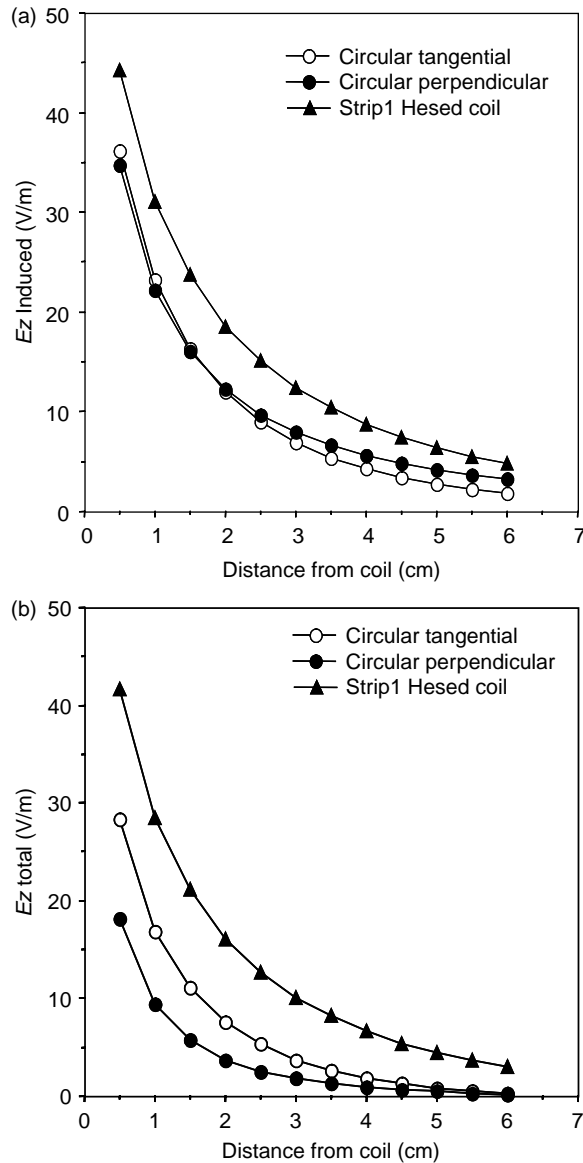 (a)
50
40
30
20
10
0
Ez Induced (V/m)
Circular tangential
Circular perpendicular
Strip1 Hesed coil
0 1 2 3 4 5 6 7
Distance from coil (cm)
(b)
50
40
30
20
10
0
Ez total (V/m)
Circular tangential
Circular perpendicular
Strip1 Hesed coil
0 1 2 3 4 5 6 7
Distance from coil (cm)